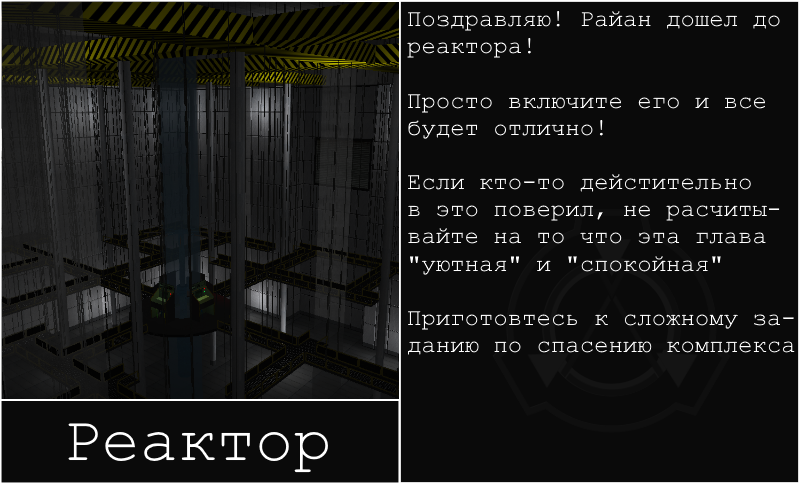 Поздравляю! Райан дошел до
реактора!
Просто включите его и все
будет отлично!
Если кто-то дейстительно
в это поверил, не расчиты-
вайте на то что эта глава
"уютная" и "спокойная"
Приготовтесь к сложному за-
данию по спасению комплекса
Реактор